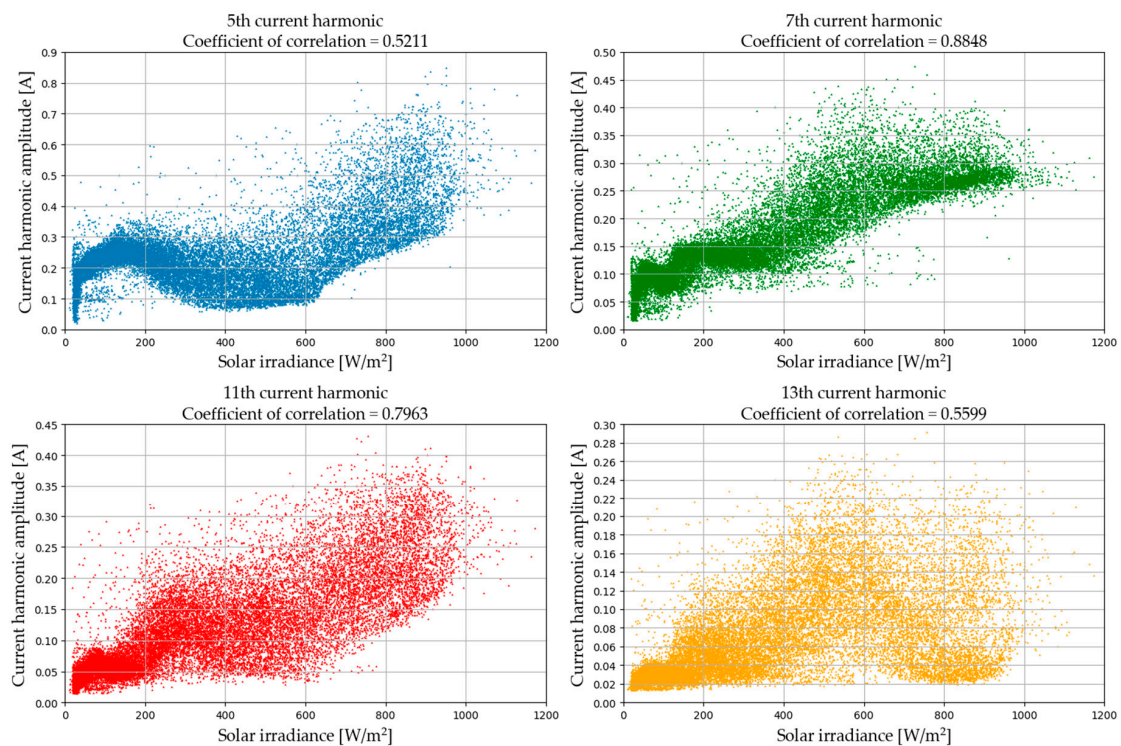 5th current harmonic
Coefficient of correlation = 0.5211
Current harmonic amplitude [A]
0.9
0.8
0.7
0.6
0.5
0.4
0.3
0.2
0.1
0.0
0 200 400 600 800 1000 1200
Solar irradiance [W/m²]
7th current harmonic
Coefficient of correlation = 0.8848
Current harmonic amplitude [A]
0.50
0.45
0.40
0.35
0.30
0.25
0.20
0.15
0.10
0.05
0.00
0 200 400 600 800 1000 1200
Solar irradiance [W/m²]
11th current harmonic
Coefficient of correlation = 0.7963
Current harmonic amplitude [A]
0.45
0.40
0.35
0.30
0.25
0.20
0.15
0.10
0.05
0.00
0 200 400 600 800 1000 1200
Solar irradiance [W/m²]
13th current harmonic
Coefficient of correlation = 0.5599
Current harmonic amplitude [A]
0.30
0.28
0.26
0.24
0.22
0.20
0.18
0.16
0.14
0.12
0.10
0.08
0.06
0.04
0.02
0.00
0 200 400 600 800 1000 1200
Solar irradiance [W/m²]